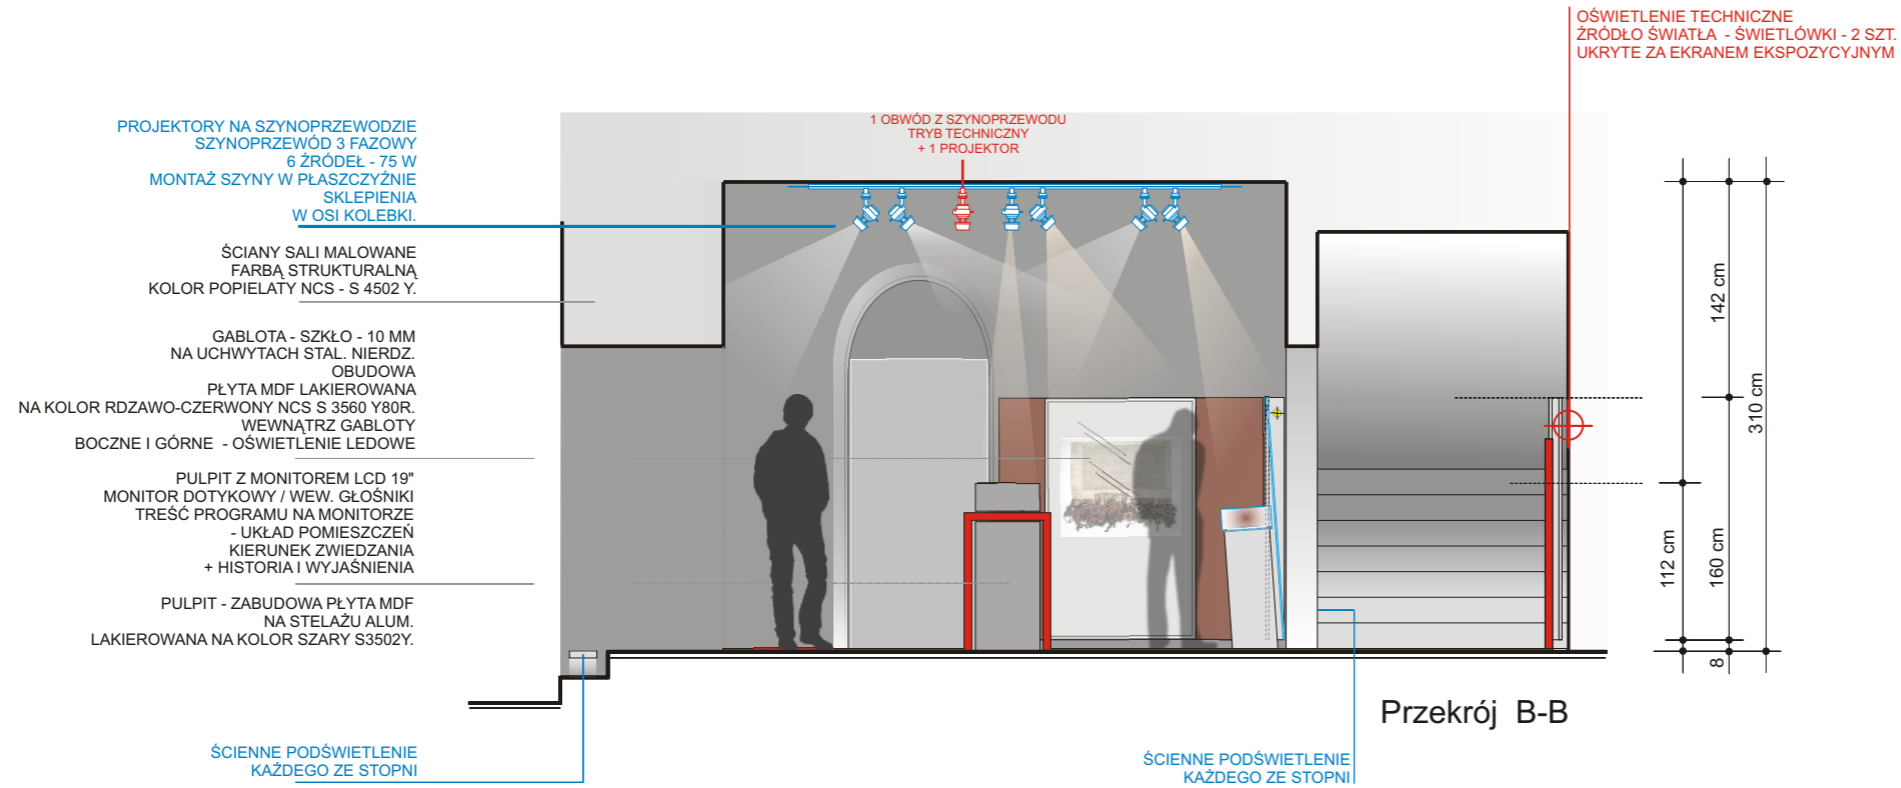 OŚWIETLENIE TECHNICZNE
ŹRÓDŁO ŚWIATŁA - ŚWIETLÓWKI - 2 SZT.
UKRYTE ZA EKRANEM EKSPOZYCYJNYM
PROJEKTORY NA SZYNOPRZEWODZIE
SZYNOPRZEWÓD 3 FAZOWY
6 ŹRÓDEŁ - 75 W
MONTAŻ SZYNY W PŁASZCZYŹNIE
SKLEPIENIA
W OSI KOLEBKI.
1 OBWÓD Z SZYNOPRZEWODU
TRYB TECHNICZNY
+ 1 PROJEKTOR
ŚCIANY SALI MALOWANE
FARBĄ STRUKTURALNĄ
KOLOR POPIELATY NCS - S 4502 Y.
GABLOTA - SZKŁO - 10 MM
NA UCHWYTACH STAL. NIERDZ.
OBUDOWA
PŁYTA MDF LAKIEROWANA
NA KOLOR RDZAWO-CZERWONY NCS S 3560 Y80R.
WEWNĄTRZ GABLOTY
BOCZNE I GÓRNE - OŚWIETLENIE LEDOWE
PULPIT Z MONITOREM LCD 19"
MONITOR DOTYKOWY / WEW. GŁOŚNIKI
TREŚĆ PROGRAMU NA MONITORZE
- UKŁAD POMIESZCZEŃ
KIERUNEK ZWIEDZANIA
+ HISTORIA I WYJAŚNIENIA
PULPIT - ZABUDOWA PŁYTA MDF
NA STELAŻU ALUM.
LAKIEROWANA NA KOLOR SZARY S3502Y.
142 cm
310 cm
112 cm
160 cm
8
Przekrój B-B
ŚCIENNE PODŚWIETLENIE
KAŻDEGO ZE STOPNI
ŚCIENNE PODŚWIETLENIE
KAŻDEGO ZE STOPNI